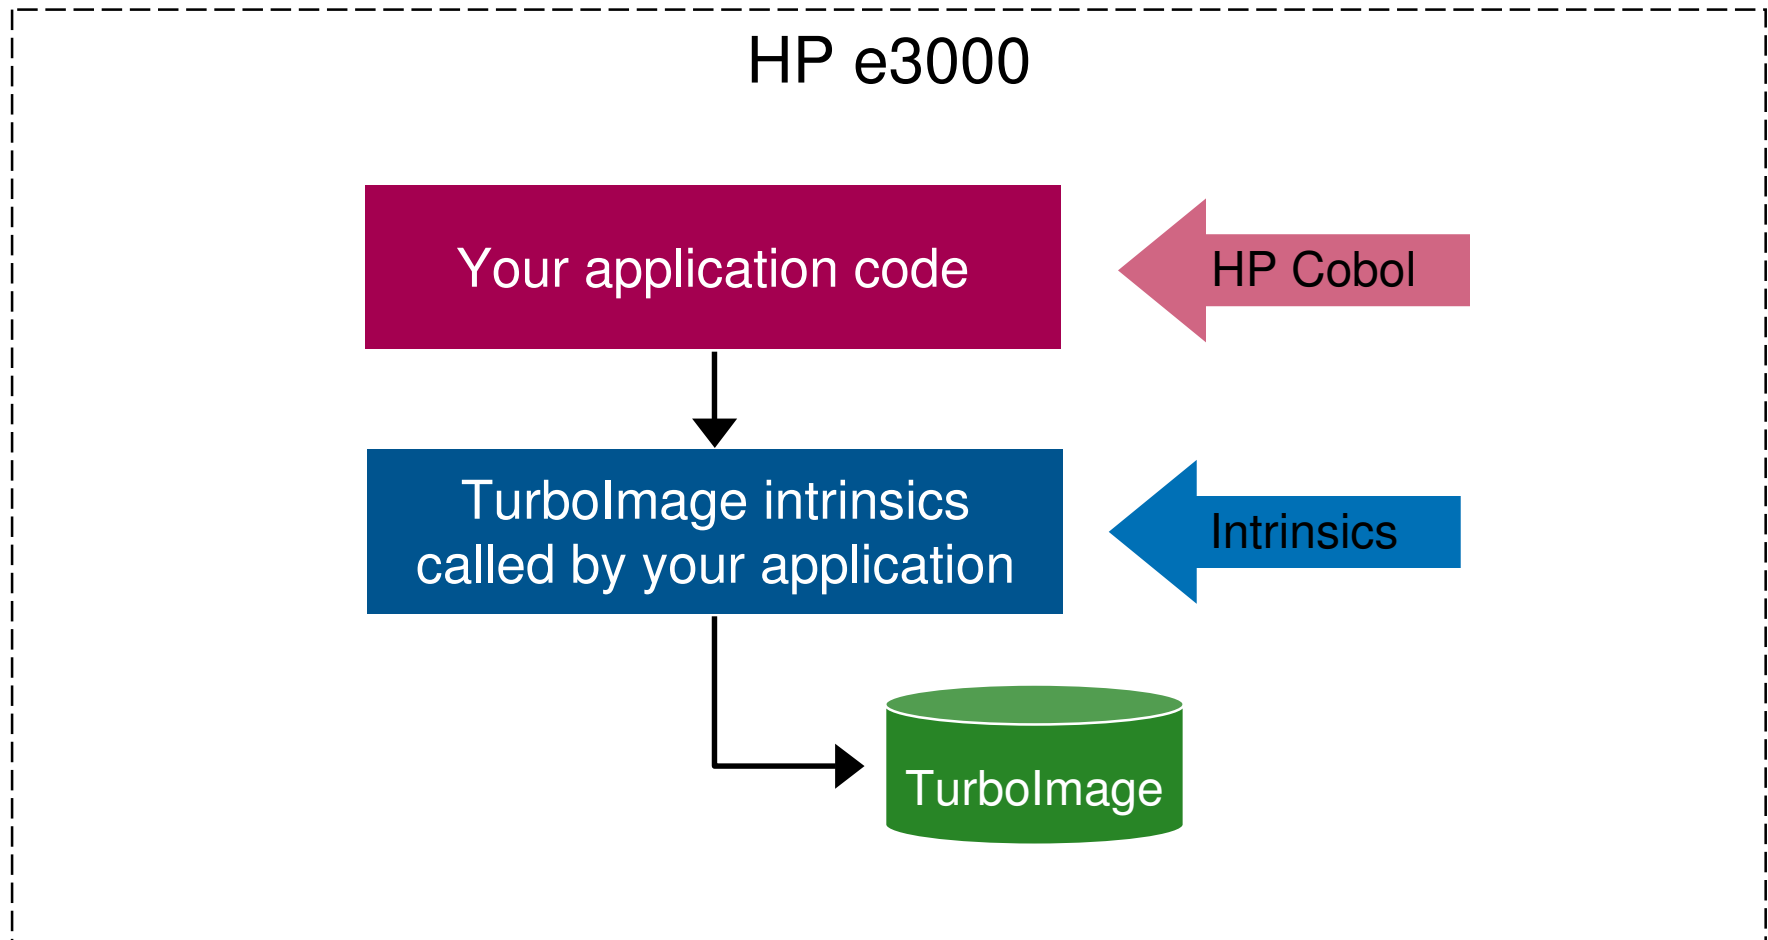 HP e3000
Your application code
HP Cobol
TurboImage intrinsics
called by your application
Intrinsics
TurboImage